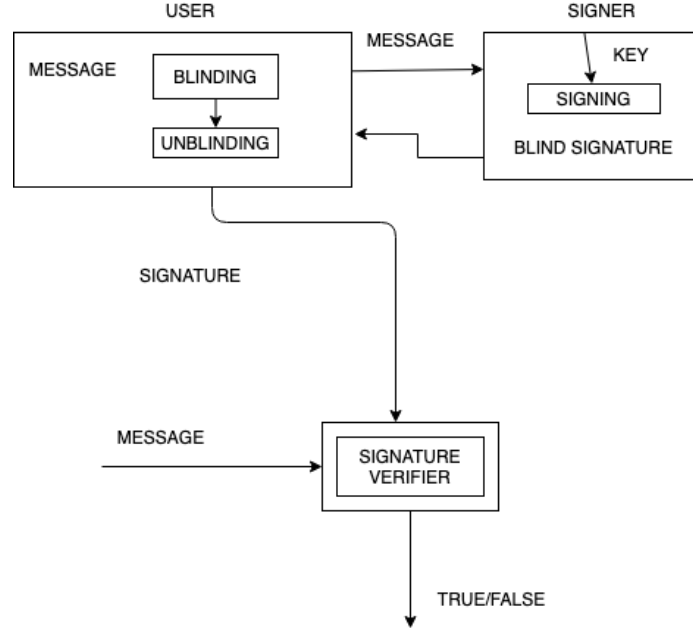 USER
SIGNER
MESSAGE
MESSAGE
BLINDING
UNBLINDING
KEY
SIGNING
BLIND SIGNATURE
SIGNATURE
MESSAGE
SIGNATURE
VERIFIER
TRUE/FALSE